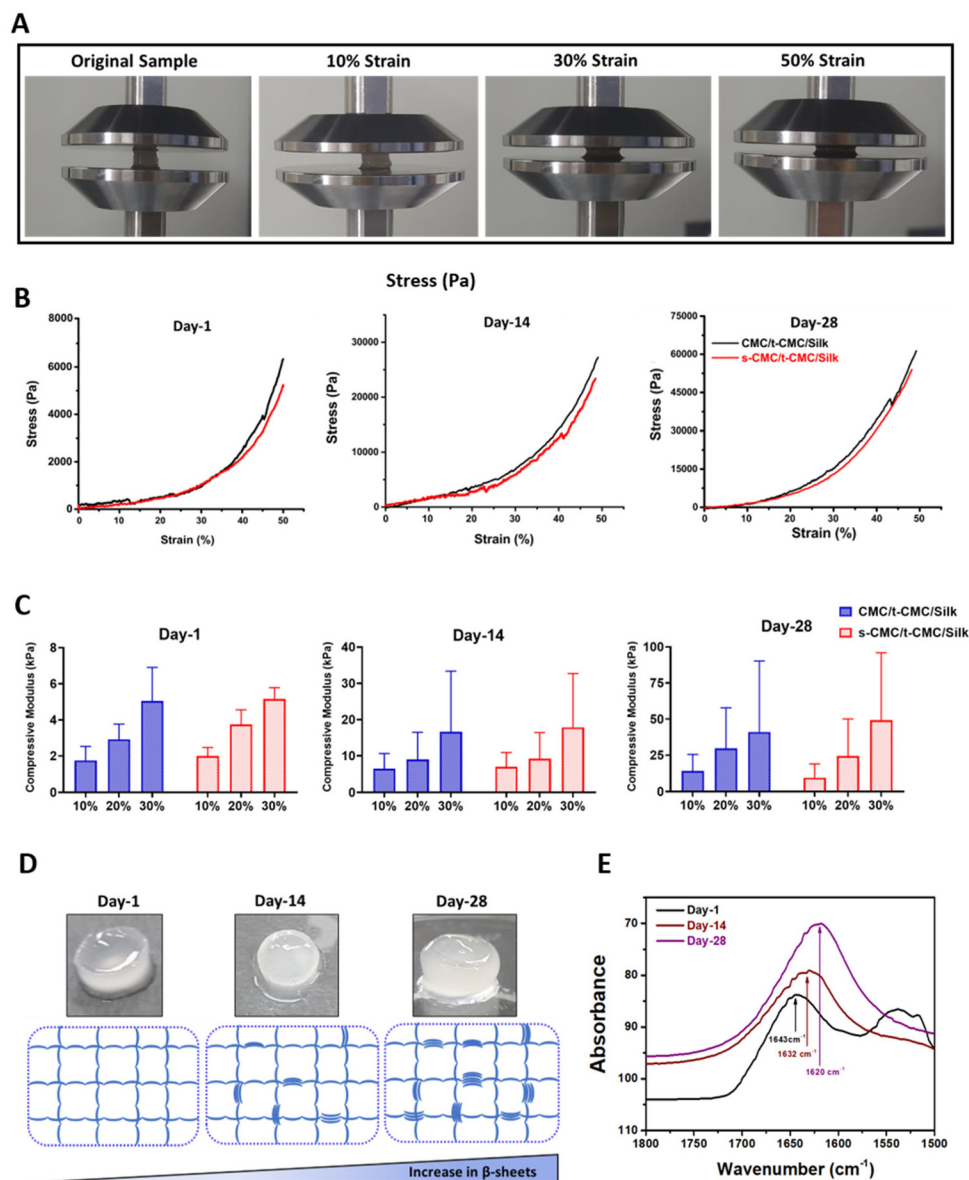 A
Original Sample 10% Strain 30% Strain 50% Strain
Stress (Pa)
B
Day-1
Stress (Pa)
8000
6000
4000
2000
0
0 10 20 30 40 50
Strain (%)
Day-14
Stress (Pa)
30000
20000
10000
0
0 10 20 30 40 50
Strain (%)
Day-28
CMC/t-CMC/Silk
s-CMC/t-CMC/Silk
Stress (Pa)
75000
60000
45000
30000
15000
0
0 10 20 30 40 50
Strain (%)
C
CMC/t-CMC/Silk
s-CMC/t-CMC/Silk
Day-1
Compressive Modulus (kPa)
8
6
4
2
0
10% 20% 30% 10% 20% 30%
Day-14
Compressive Modulus (kPa)
40
30
20
10
0
10% 20% 30% 10% 20% 30%
Day-28
Compressive Modulus (kPa)
100
75
50
25
0
10% 20% 30% 10% 20% 30%
D
Day-1 Day-14 Day-28
Increase in β-sheets
E
Day-1
Day-14
Day-28
Absorbance
70
80
90
100
110
1643cm⁻¹
1632 cm⁻¹
1620 cm⁻¹
1800 1750 1700 1650 1600 1550 1500
Wavenumber (cm⁻¹)